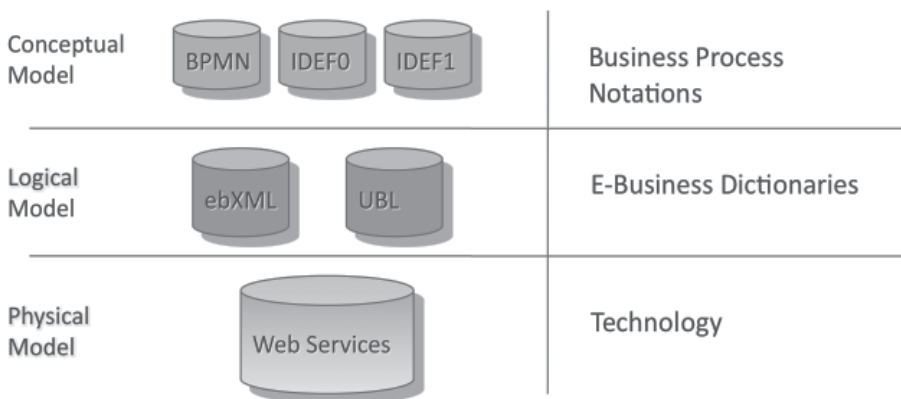 Conceptual
Model
BPMN
IDEF0
IDEF1
Business Process
Notations
Logical
Model
ebXML
UBL
E-Business Dictionaries
Physical
Model
Web Services
Technology